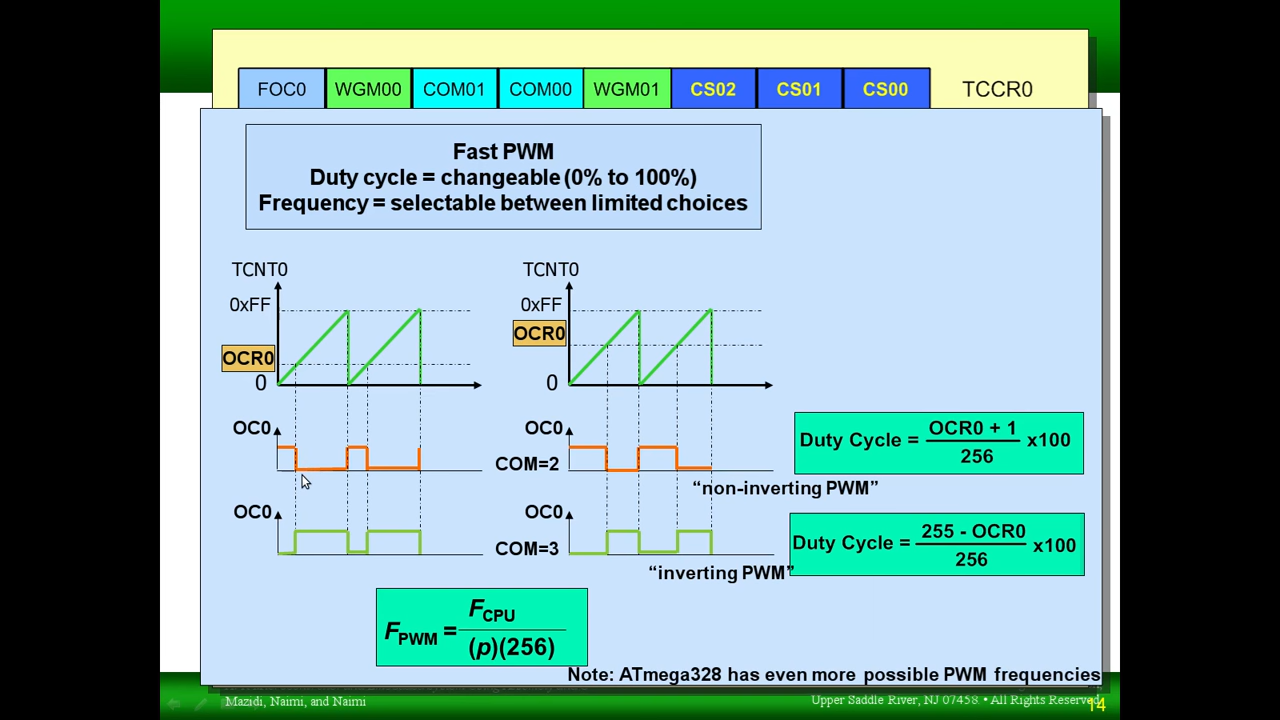 FOC0 WGM00 COM01 COM00 WGM01 CS02 CS01 CS00 TCCR0
Fast PWM
Duty cycle = changeable (0% to 100%)
Frequency = selectable between limited choices
TCNT0
0xFF
OCR0
0
OC0
OC0
TCNT0
0xFF
OCR0
0
OC0
COM=2
OC0
COM=3
Duty Cycle = OCR0 + 1 / 256 x100
“non-inverting PWM”
Duty Cycle = 255 - OCR0 / 256 x100
“inverting PWM”
FPWM = FCPU / (p)(256)
Note: ATmega328 has even more possible PWM frequencies
Mazidi, Naimi, and Naimi
Upper Saddle River, NJ 07458 • All Rights Reserved.
14